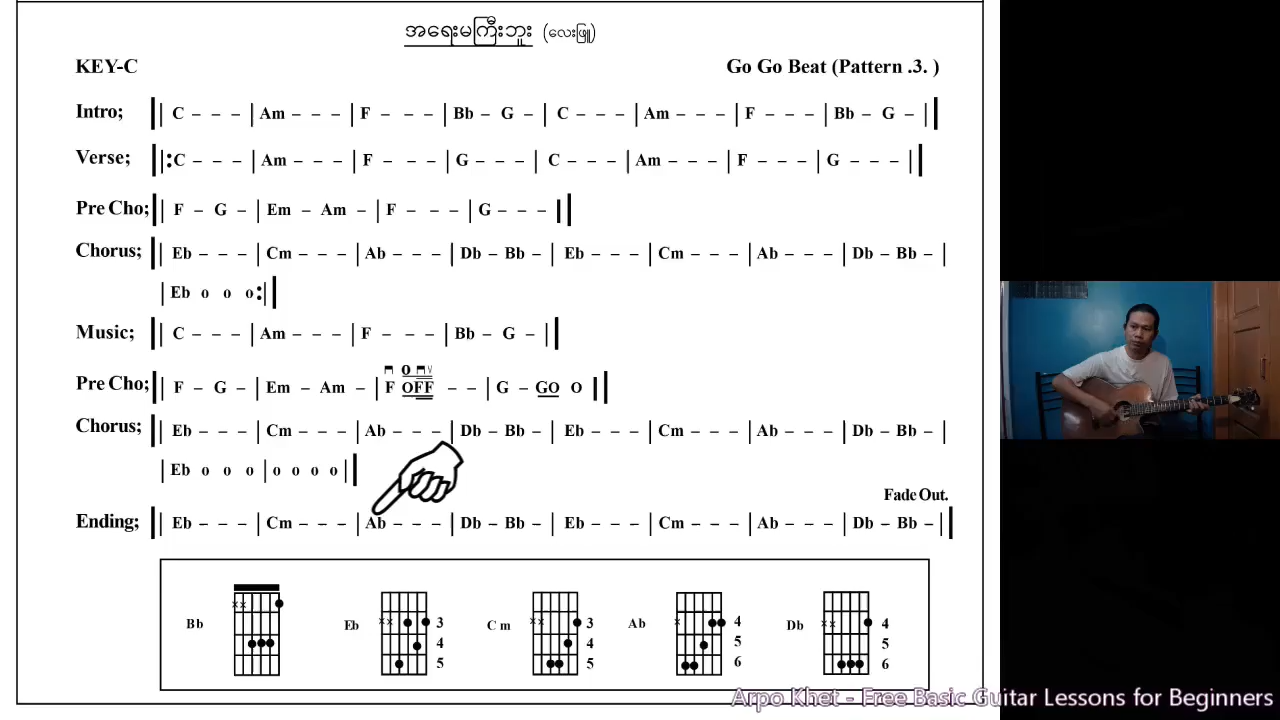 အရေးမကြီးဘူး (လေးဖြူ)
KEY-C Go Go Beat (Pattern .3. )
Intro; || C – – – | Am – – – | F – – – | Bb – G – | C – – – | Am – – – | F – – – | Bb – G – ||
Verse; ||:C – – – | Am – – – | F – – – | G – – – | C – – – | Am – – – | F – – – | G – – – ||
Pre Cho; || F – G – | Em – Am – | F – – – | G – – – ||
Chorus; || Eb – – – | Cm – – – | Ab – – – | Db – Bb – | Eb – – – | Cm – – – | Ab – – – | Db – Bb – |
| Eb o o o :||
Music; || C – – – | Am – – – | F – – – | Bb – G – ||
Pre Cho; || F – G – | Em – Am – | F OFF – – | G – GO O ||
Chorus; || Eb – – – | Cm – – – | Ab – – – | Db – Bb – | Eb – – – | Cm – – – | Ab – – – | Db – Bb – |
| Eb o o o | o o o o ||
Fade Out.
Ending; || Eb – – – | Cm – – – | Ab – – – | Db – Bb – | Eb – – – | Cm – – – | Ab – – – | Db – Bb – ||
Bb × × Eb × × 3 4 5 Cm × × 3 4 5 Ab × 4 5 6 Db × × 4 5 6
Arpo Khet - Free Basic Guitar Lessons for Beginners